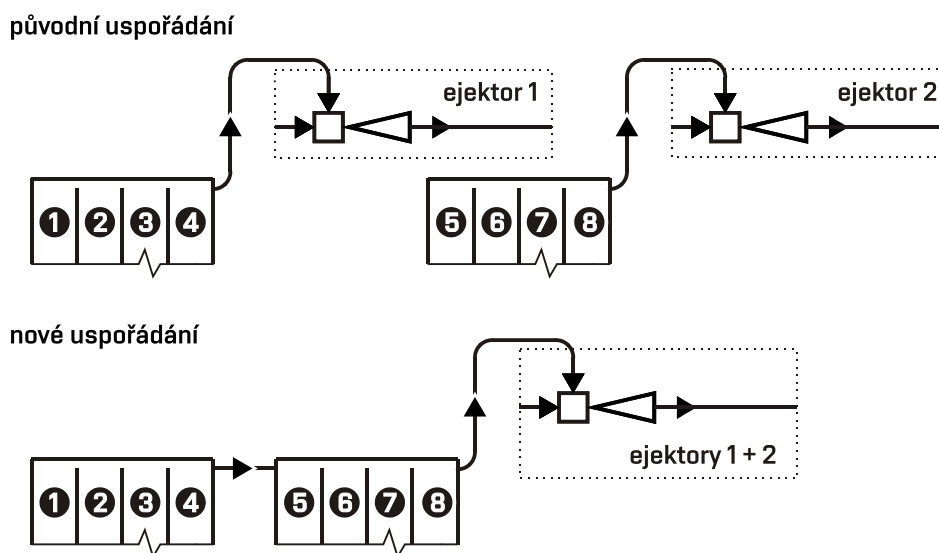 původní uspořádání
ejektor 1
ejektor 2
1 2 3 4
5 6 7 8
nové uspořádání
ejektory 1 + 2
1 2 3 4
5 6 7 8